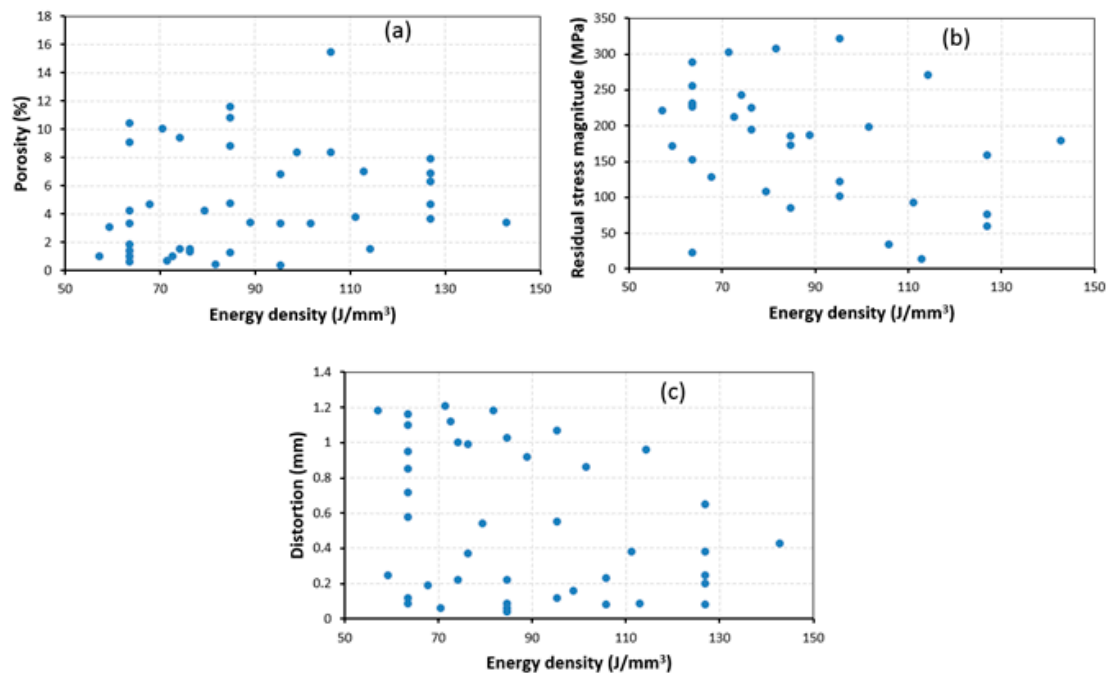 (a)
Porosity (%)
18
16
14
12
10
8
6
4
2
0
50 70 90 110 130 150
Energy density (J/mm³)
(b)
Residual stress magnitude (MPa)
350
300
250
200
150
100
50
0
50 70 90 110 130 150
Energy density (J/mm³)
(c)
Distortion (mm)
1.4
1.2
1
0.8
0.6
0.4
0.2
0
50 70 90 110 130 150
Energy density (J/mm³)